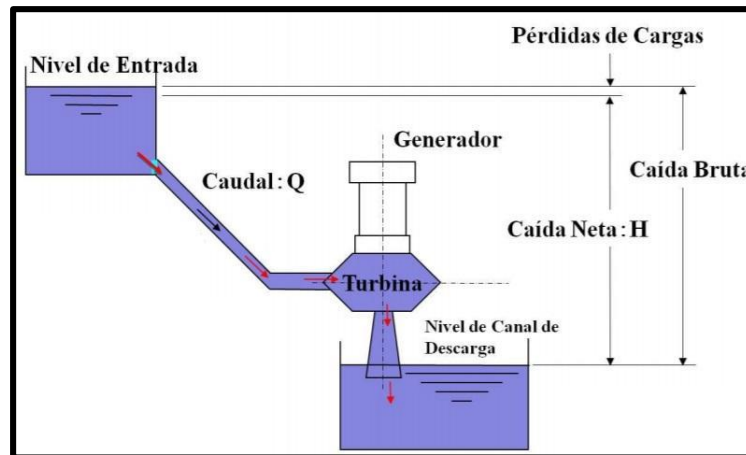 Pérdidas de Cargas
Nivel de Entrada
Generador
Caudal: Q
Caída Bruta
Caída Neta: H
Turbina
Nivel de Canal de
Descarga